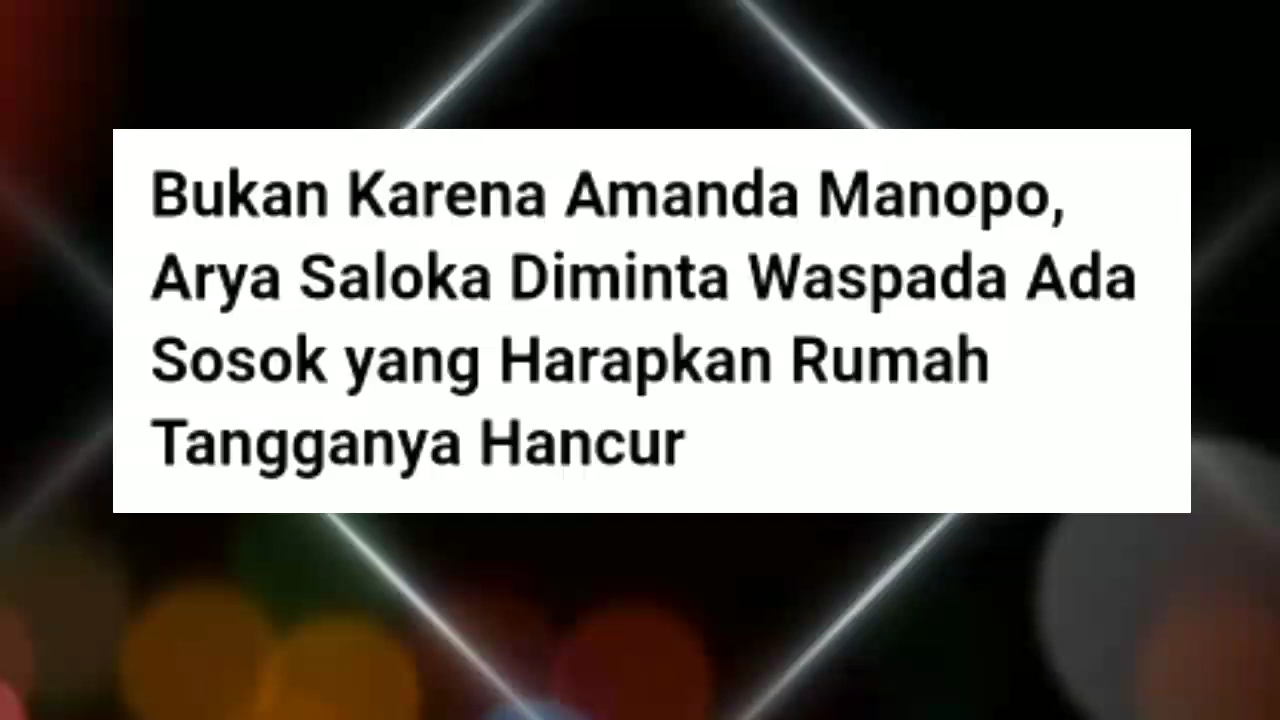 Bukan Karena Amanda Manopo,
Arya Saloka Diminta Waspada Ada
Sosok yang Harapkan Rumah
Tangganya Hancur